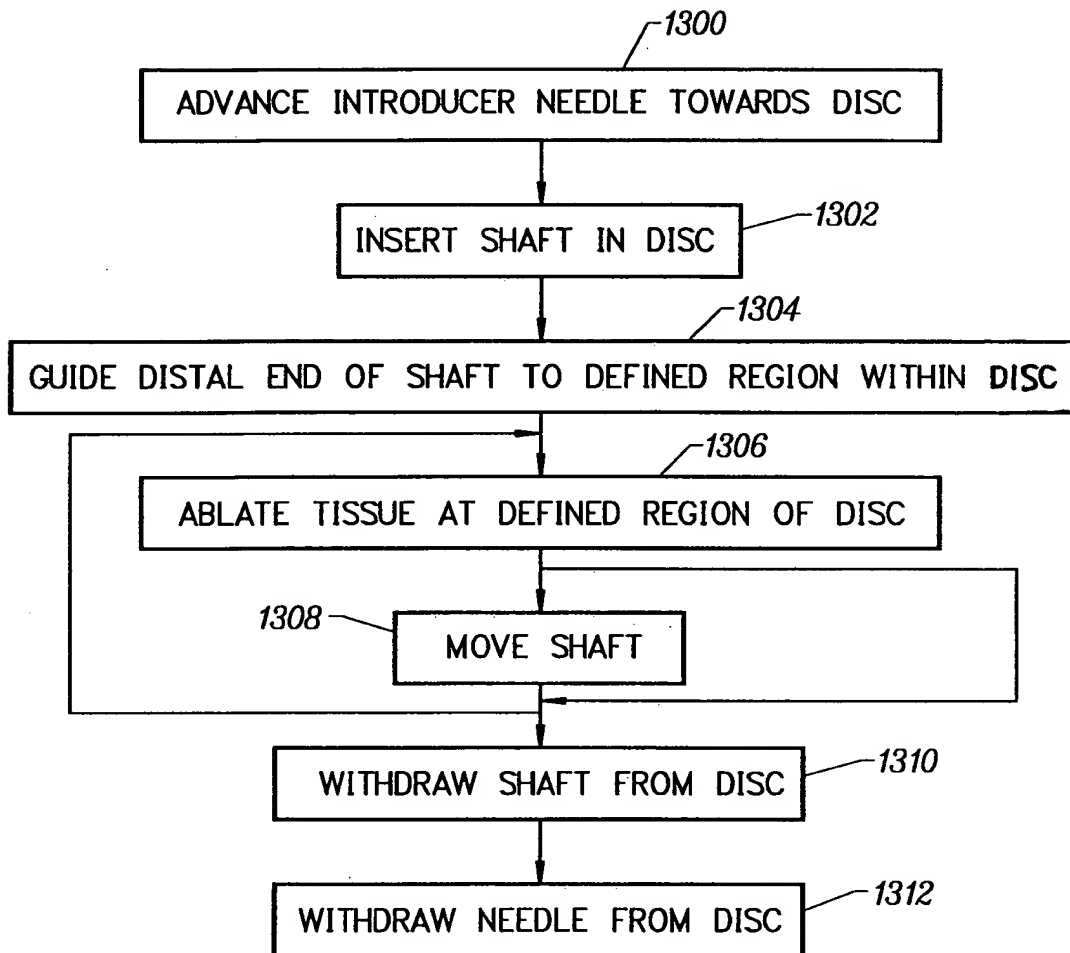 1300
ADVANCE INTRODUCER NEEDLE TOWARDS DISC
1302
INSERT SHAFT IN DISC
1304
GUIDE DISTAL END OF SHAFT TO DEFINED REGION WITHIN DISC
1306
ABLATE TISSUE AT DEFINED REGION OF DISC
1308
MOVE SHAFT
1310
WITHDRAW SHAFT FROM DISC
1312
WITHDRAW NEEDLE FROM DISC